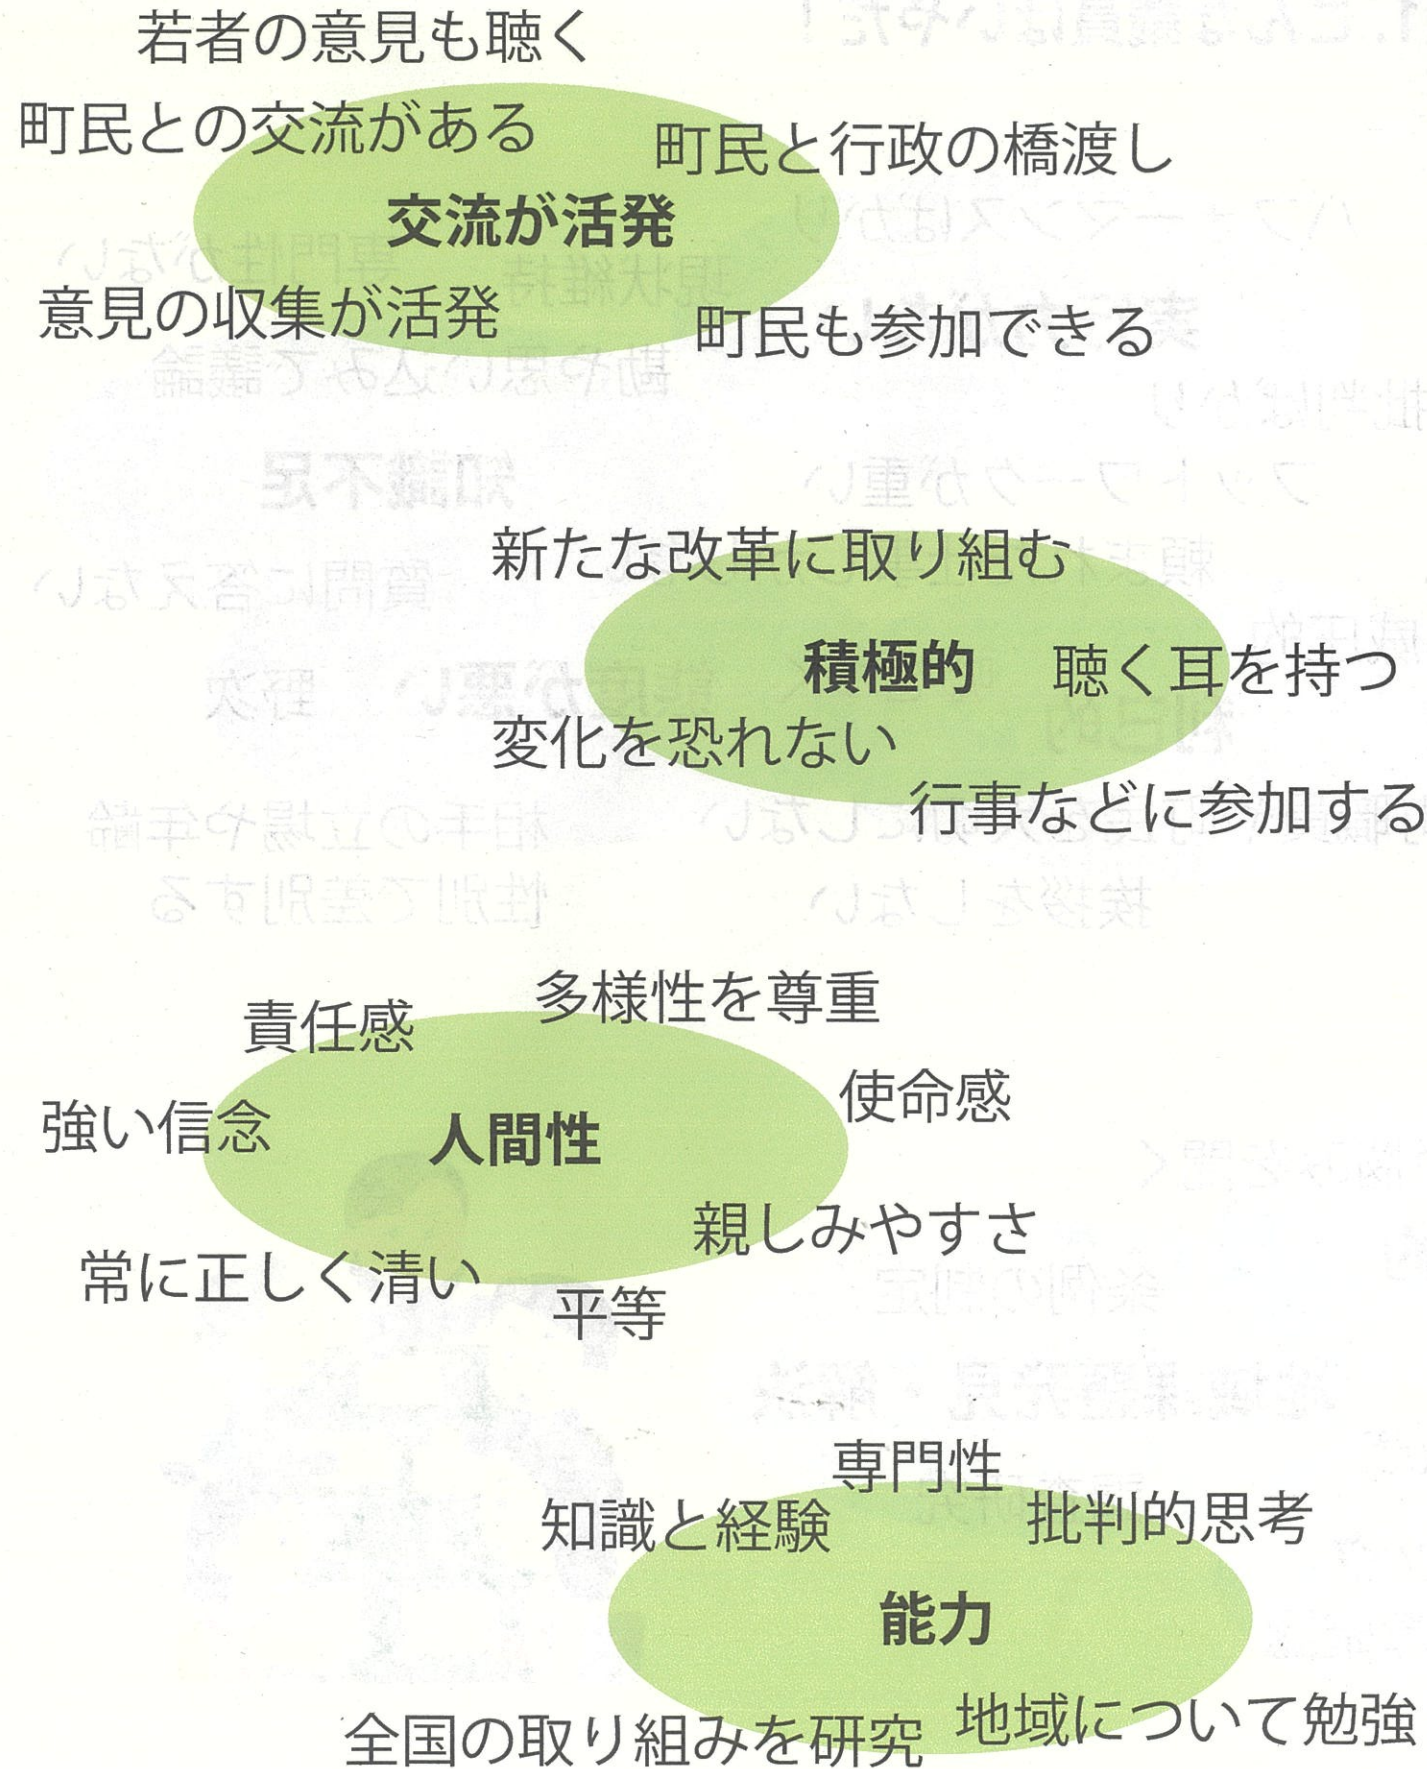 若者の意見も聴く
町民との交流がある
町民と行政の橋渡し
交流が活発
意見の収集が活発
町民も参加できる
新たな改革に取り組む
積極的
聴く耳を持つ
変化を恐れない
行事などに参加する
多様性を尊重
責任感
使命感
強い信念
人間性
親しみやすさ
常に正しく清い
平等
専門性
知識と経験
批判的思考
能力
地域について勉強
全国の取り組みを研究